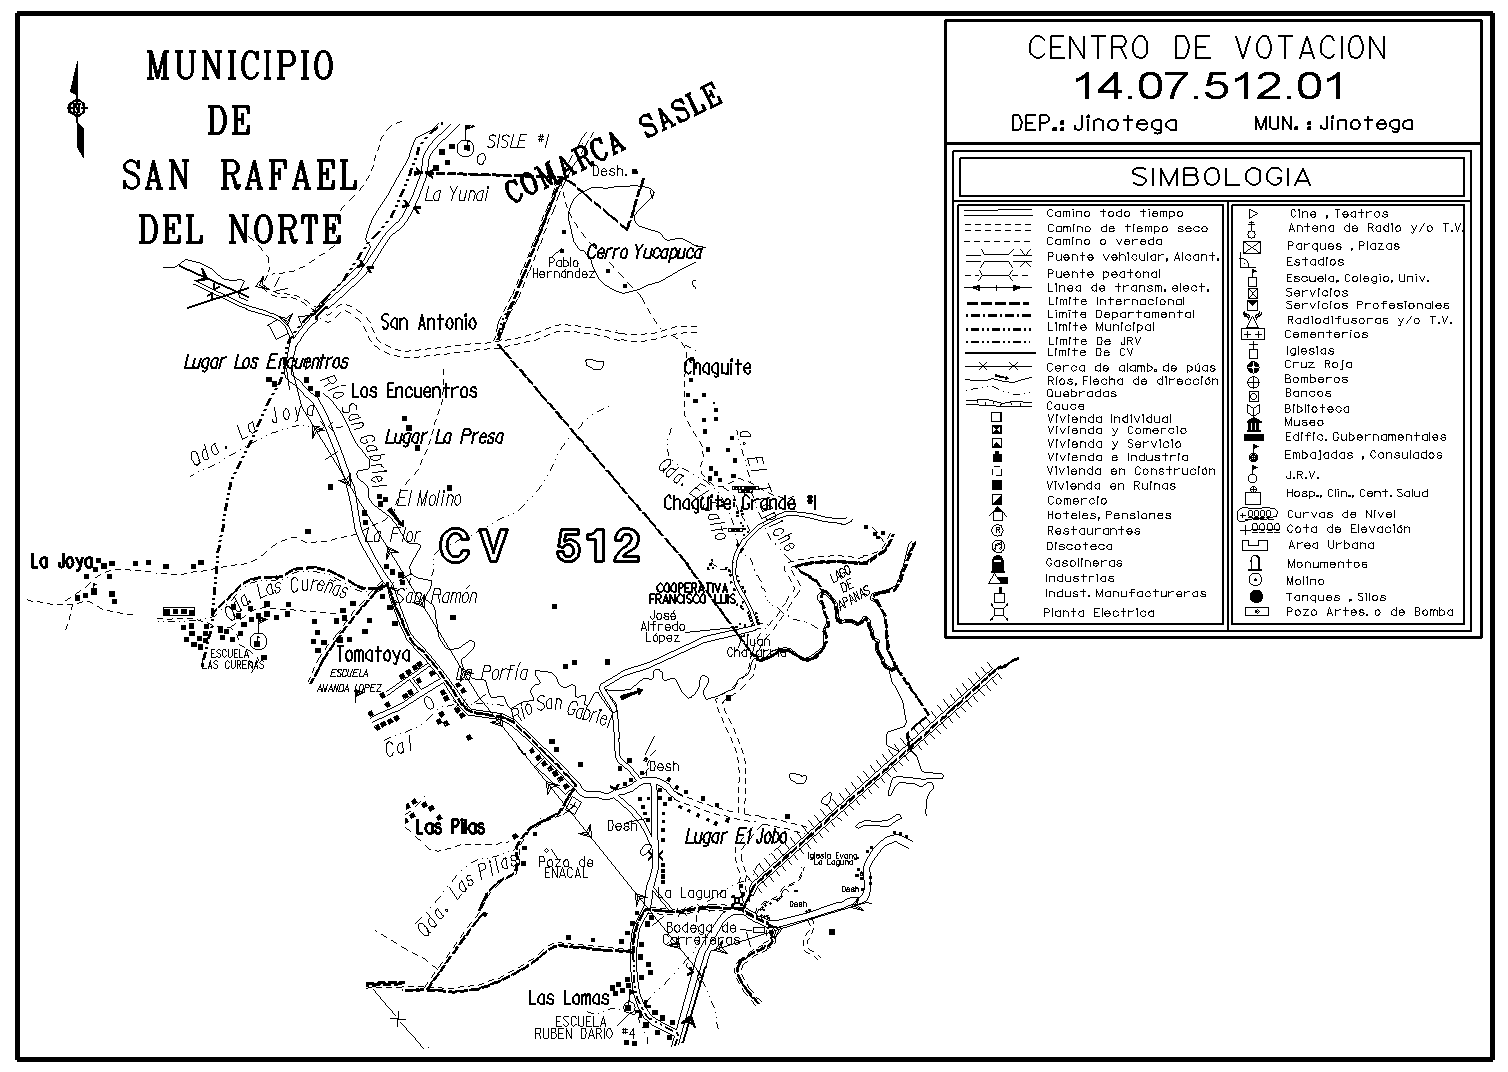 MUNICIPIO
DE
SAN RAFAEL
DEL NORTE
CENTRO DE VOTACION
14.07.512.01
DEP.: Jinotega
MUN. : Jinotega
SIMBOLOGIA
Camino todo tiempo
Camino de tiempo seco
Camino o vereda
Puente vehicular, Alcant.
Puente peatonal
Linea de transm. elect.
Limite Internacional
Limite Departamental
Limite Municipal
Limite De JRV
Limite De CV
Cerca de alamb. de púas
Ríos, Flecha de dirección
Quebradas
Cauce
Vivienda Individual
Vivienda y Comercio
Vivienda y Servicio
Vivienda e Industria
Vivienda en Construción
Vivienda en Ruinas
Comercio
Hoteles, Pensiones
Restaurantes
Discoteca
Gasolineras
Industrias
Indust. Manufactureras
Planta Electrica
Cine , Teatros
Antena de Radio y/o T.V.
Parques , Plazas
Estadios
Escuela, Colegio, Univ.
Servicios
Servicios Profesionales
Radiodifusoras y/o T.V.
Cementerios
Iglesias
Cruz Roja
Bomberos
Bancos
Biblioteca
Museo
Edific. Gubernamentales
Embajadas , Consulados
J.R.V.
Hosp., Clin., Cent. Salud
Curvas de Nivel
Cota de Elevación
Area Urbana
Monumentos
Molino
Tanques , Silos
Pozo Artes. o de Bomba
COMARCA SASLE
SISLE #1
La Yunai
Desh.
Cerro Yucapuca
Pablo
Hernández
San Antonio
Lugar Los Encuentros
Los Encuentros
Río San Gabriel
Qda. La Joya
Lugar La Presa
Chaguite
El Molino
Chaguite Grande #1
La Flor
CV 512
La Joya
Qda Las Cureñas
San Ramón
COOPERATIVA
FRANCISCO LUIS
José
Alfredo
López
Juan
Chavarría
LAGO
DE
APANAS
ESCUELA
LAS CUREÑAS
Tomatoya
ESCUELA
AMANDA LOPEZ
La Porfía
Río San Gabriel
Cal
Desh
Las Pilas
Desh
Lugar El Jobo
Qda. Las Pilas
Pozo de
ENACAL
Iglesia Evang.
La Laguna
Desh
Desh
La Laguna
Bodega de
Carreteras
Las Lomas
ESCUELA
RUBEN DARIO #4